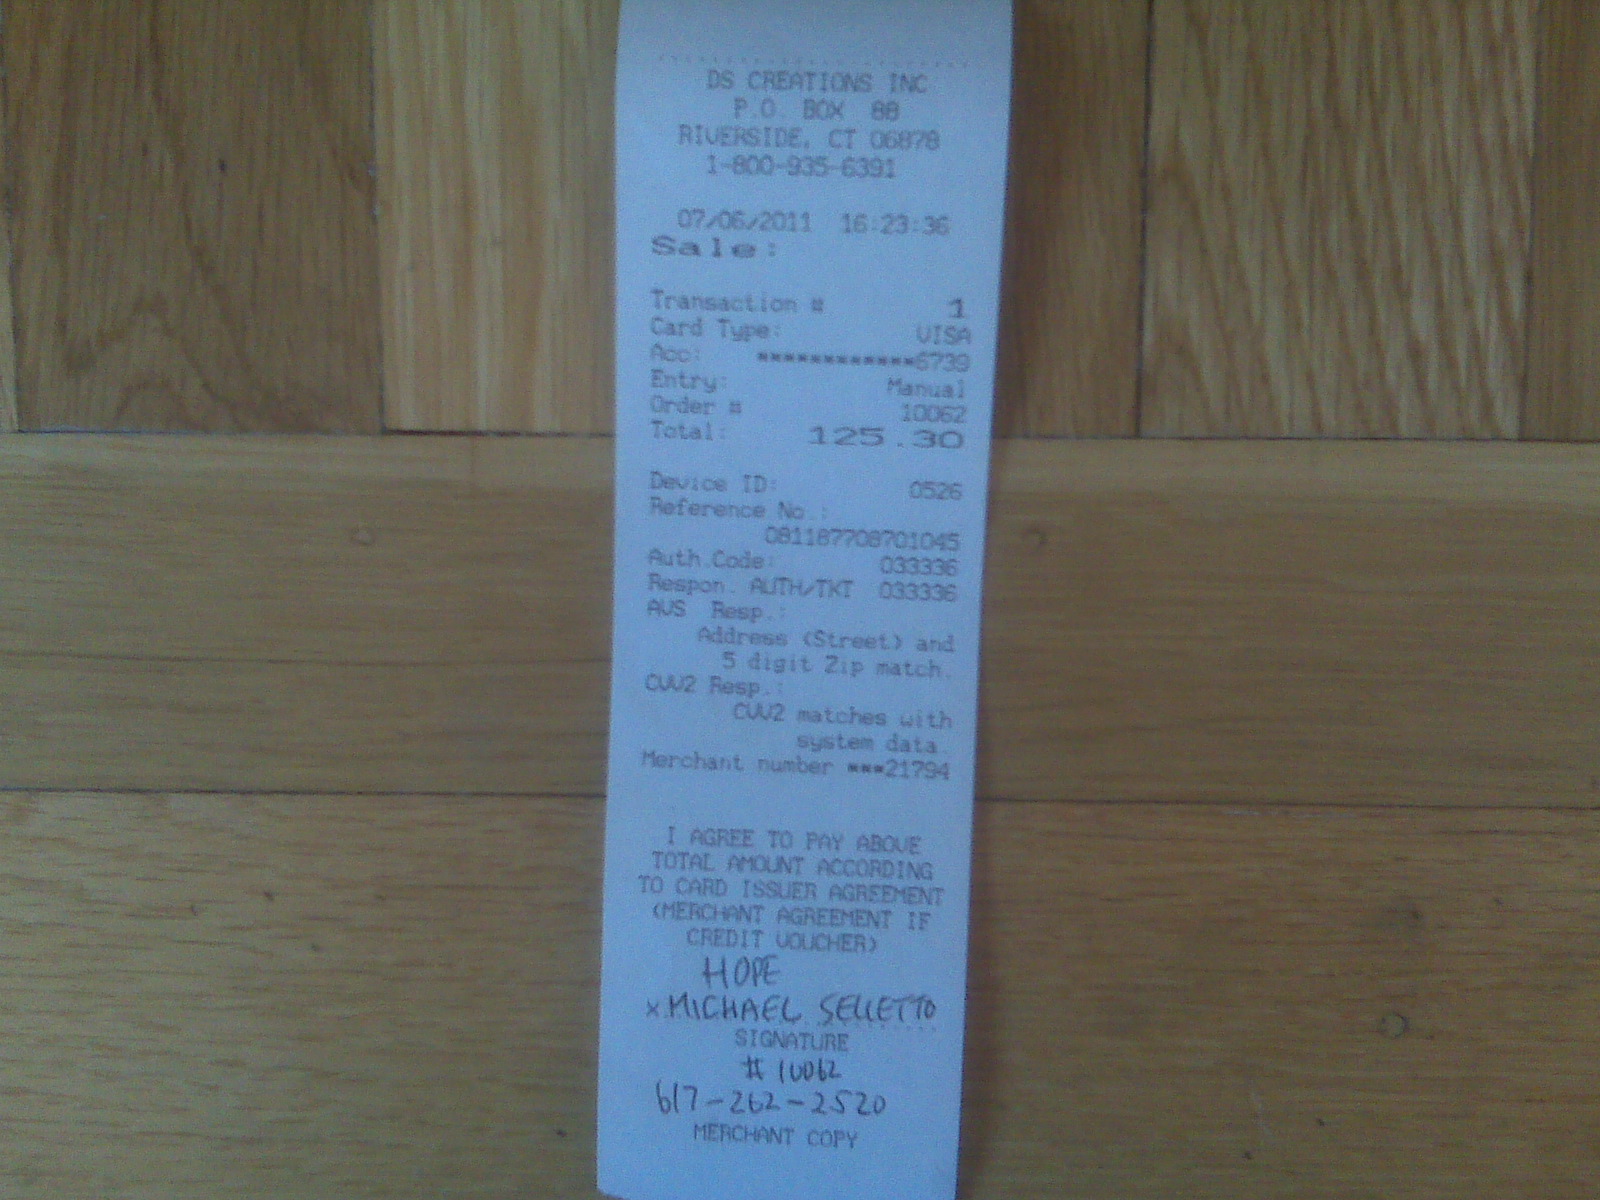 DS CREATIONS INC
P.O. BOX 88
RIVERSIDE, CT 06878
1-800-935-6391
07/06/2011 16:23:36
Sale:
Transaction # 1
Card Type: VISA
Acc: ************6739
Entry: Manual
Order # 10062
Total: 125.30
Device ID: 0526
Reference No.:
081187708701045
Auth.Code: 033336
Respon. AUTH/TKT 033336
AVS Resp.:
Address (Street) and
5 digit Zip match.
CVV2 Resp.:
CVV2 matches with
system data.
Merchant number ***21794
I AGREE TO PAY ABOVE
TOTAL AMOUNT ACCORDING
TO CARD ISSUER AGREEMENT
(MERCHANT AGREEMENT IF
CREDIT VOUCHER)
HOPE
x MICHAEL SELLETTO
SIGNATURE
# 10062
617-262-2520
MERCHANT COPY